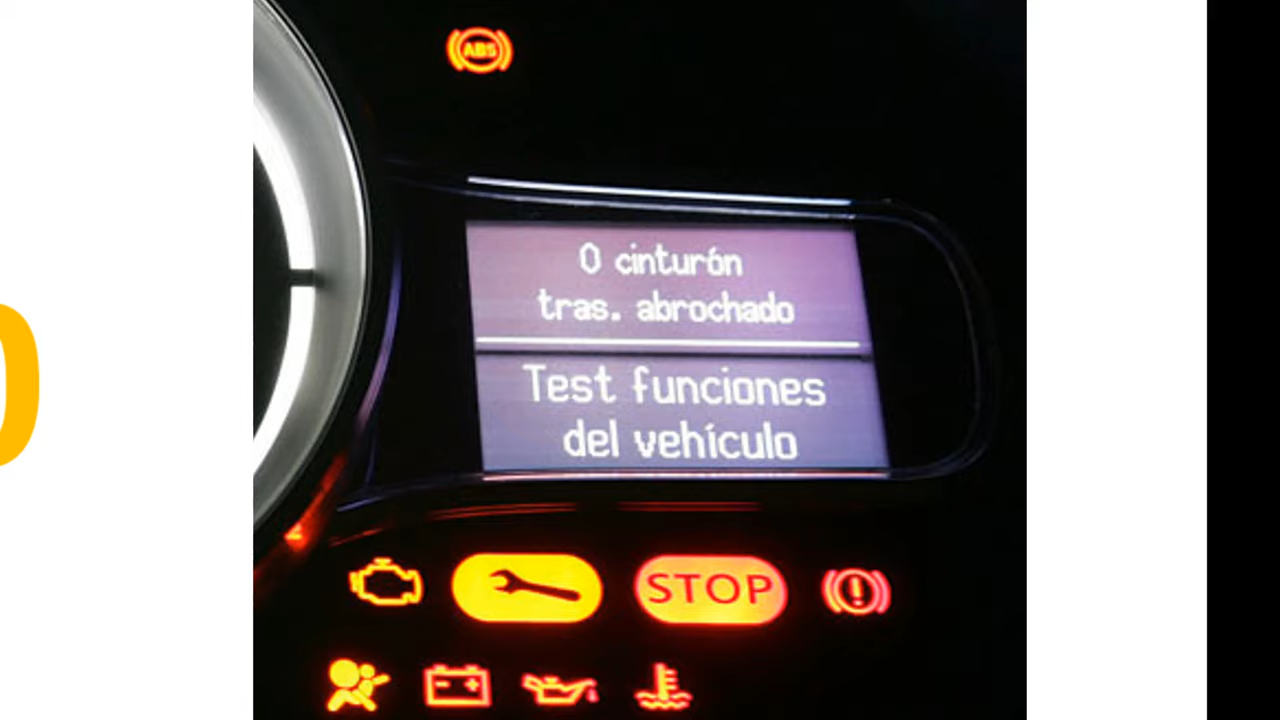 ABS
0 cinturón
tras. abrochado
Test funciones
del vehículo
STOP